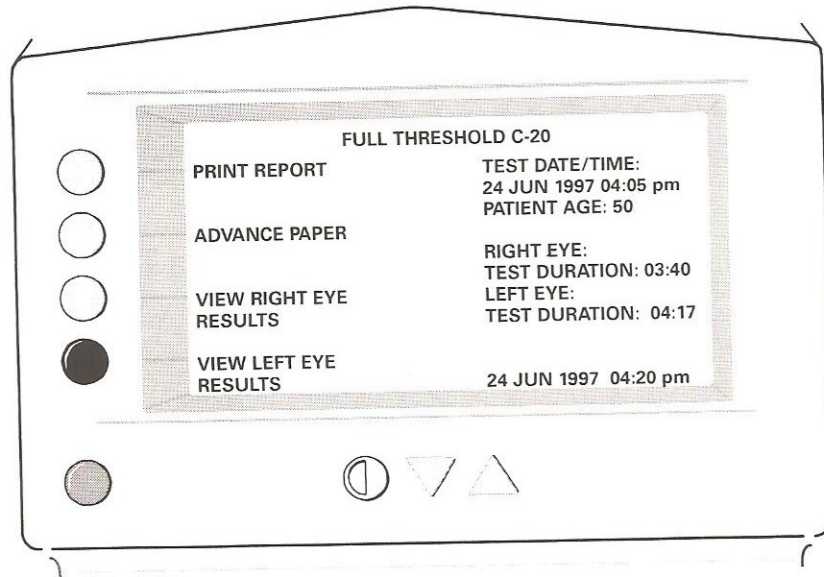 FULL THRESHOLD C-20
PRINT REPORT
ADVANCE PAPER
VIEW RIGHT EYE
RESULTS
VIEW LEFT EYE
RESULTS
TEST DATE/TIME:
24 JUN 1997 04:05 pm
PATIENT AGE: 50
RIGHT EYE:
TEST DURATION: 03:40
LEFT EYE:
TEST DURATION: 04:17
24 JUN 1997 04:20 pm